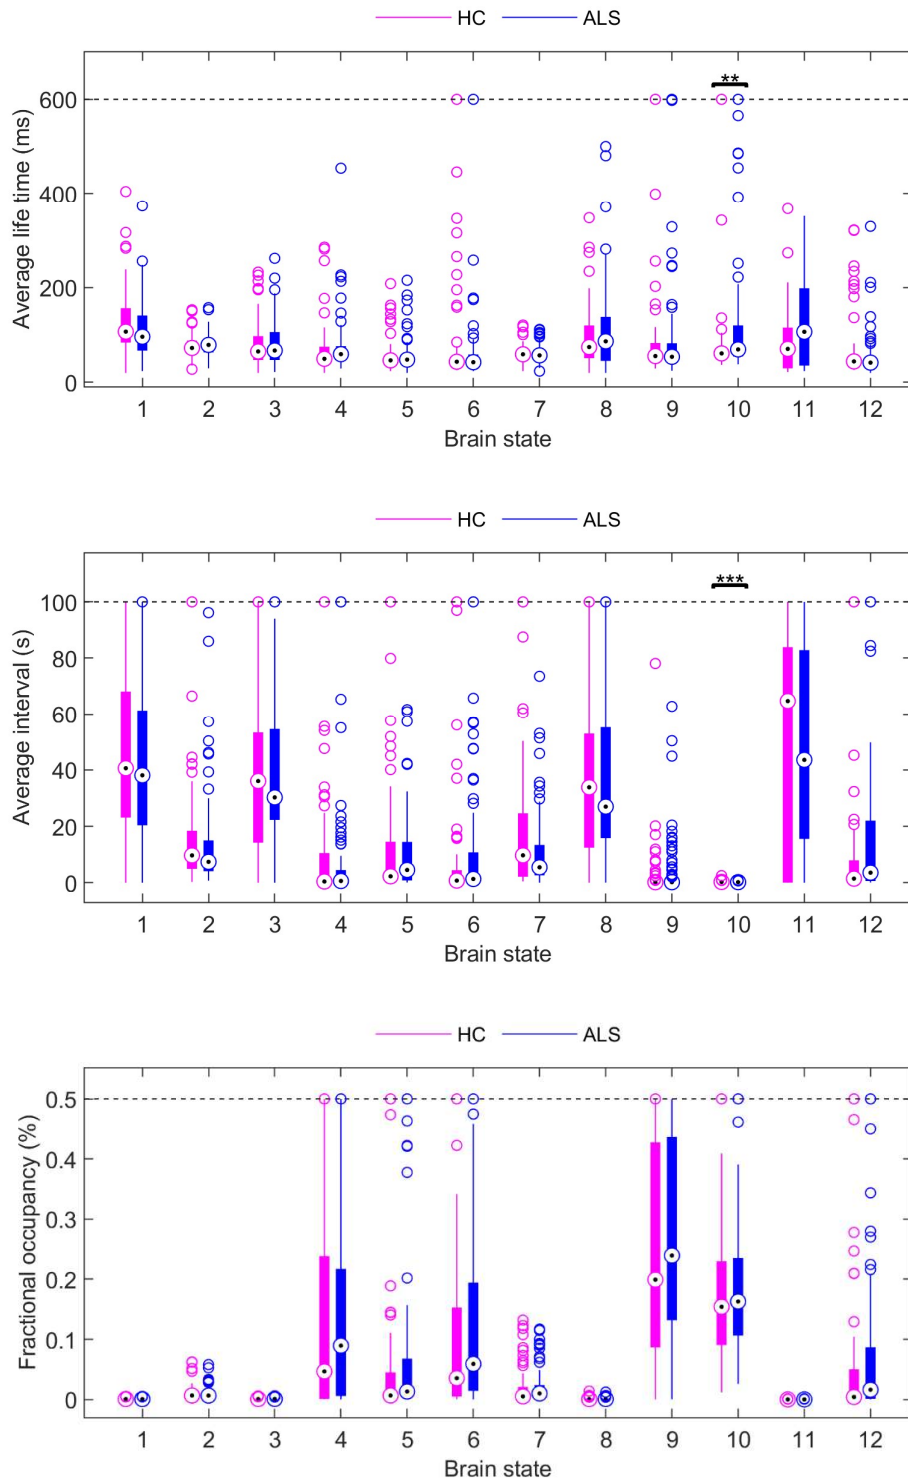 HC ALS
**
600
400
200
0
Average life time (ms)
1 2 3 4 5 6 7 8 9 10 11 12
Brain state
HC ALS
***
100
80
60
40
20
0
Average interval (s)
1 2 3 4 5 6 7 8 9 10 11 12
Brain state
HC ALS
0.5
0.4
0.3
0.2
0.1
0
Fractional occupancy (%)
1 2 3 4 5 6 7 8 9 10 11 12
Brain state